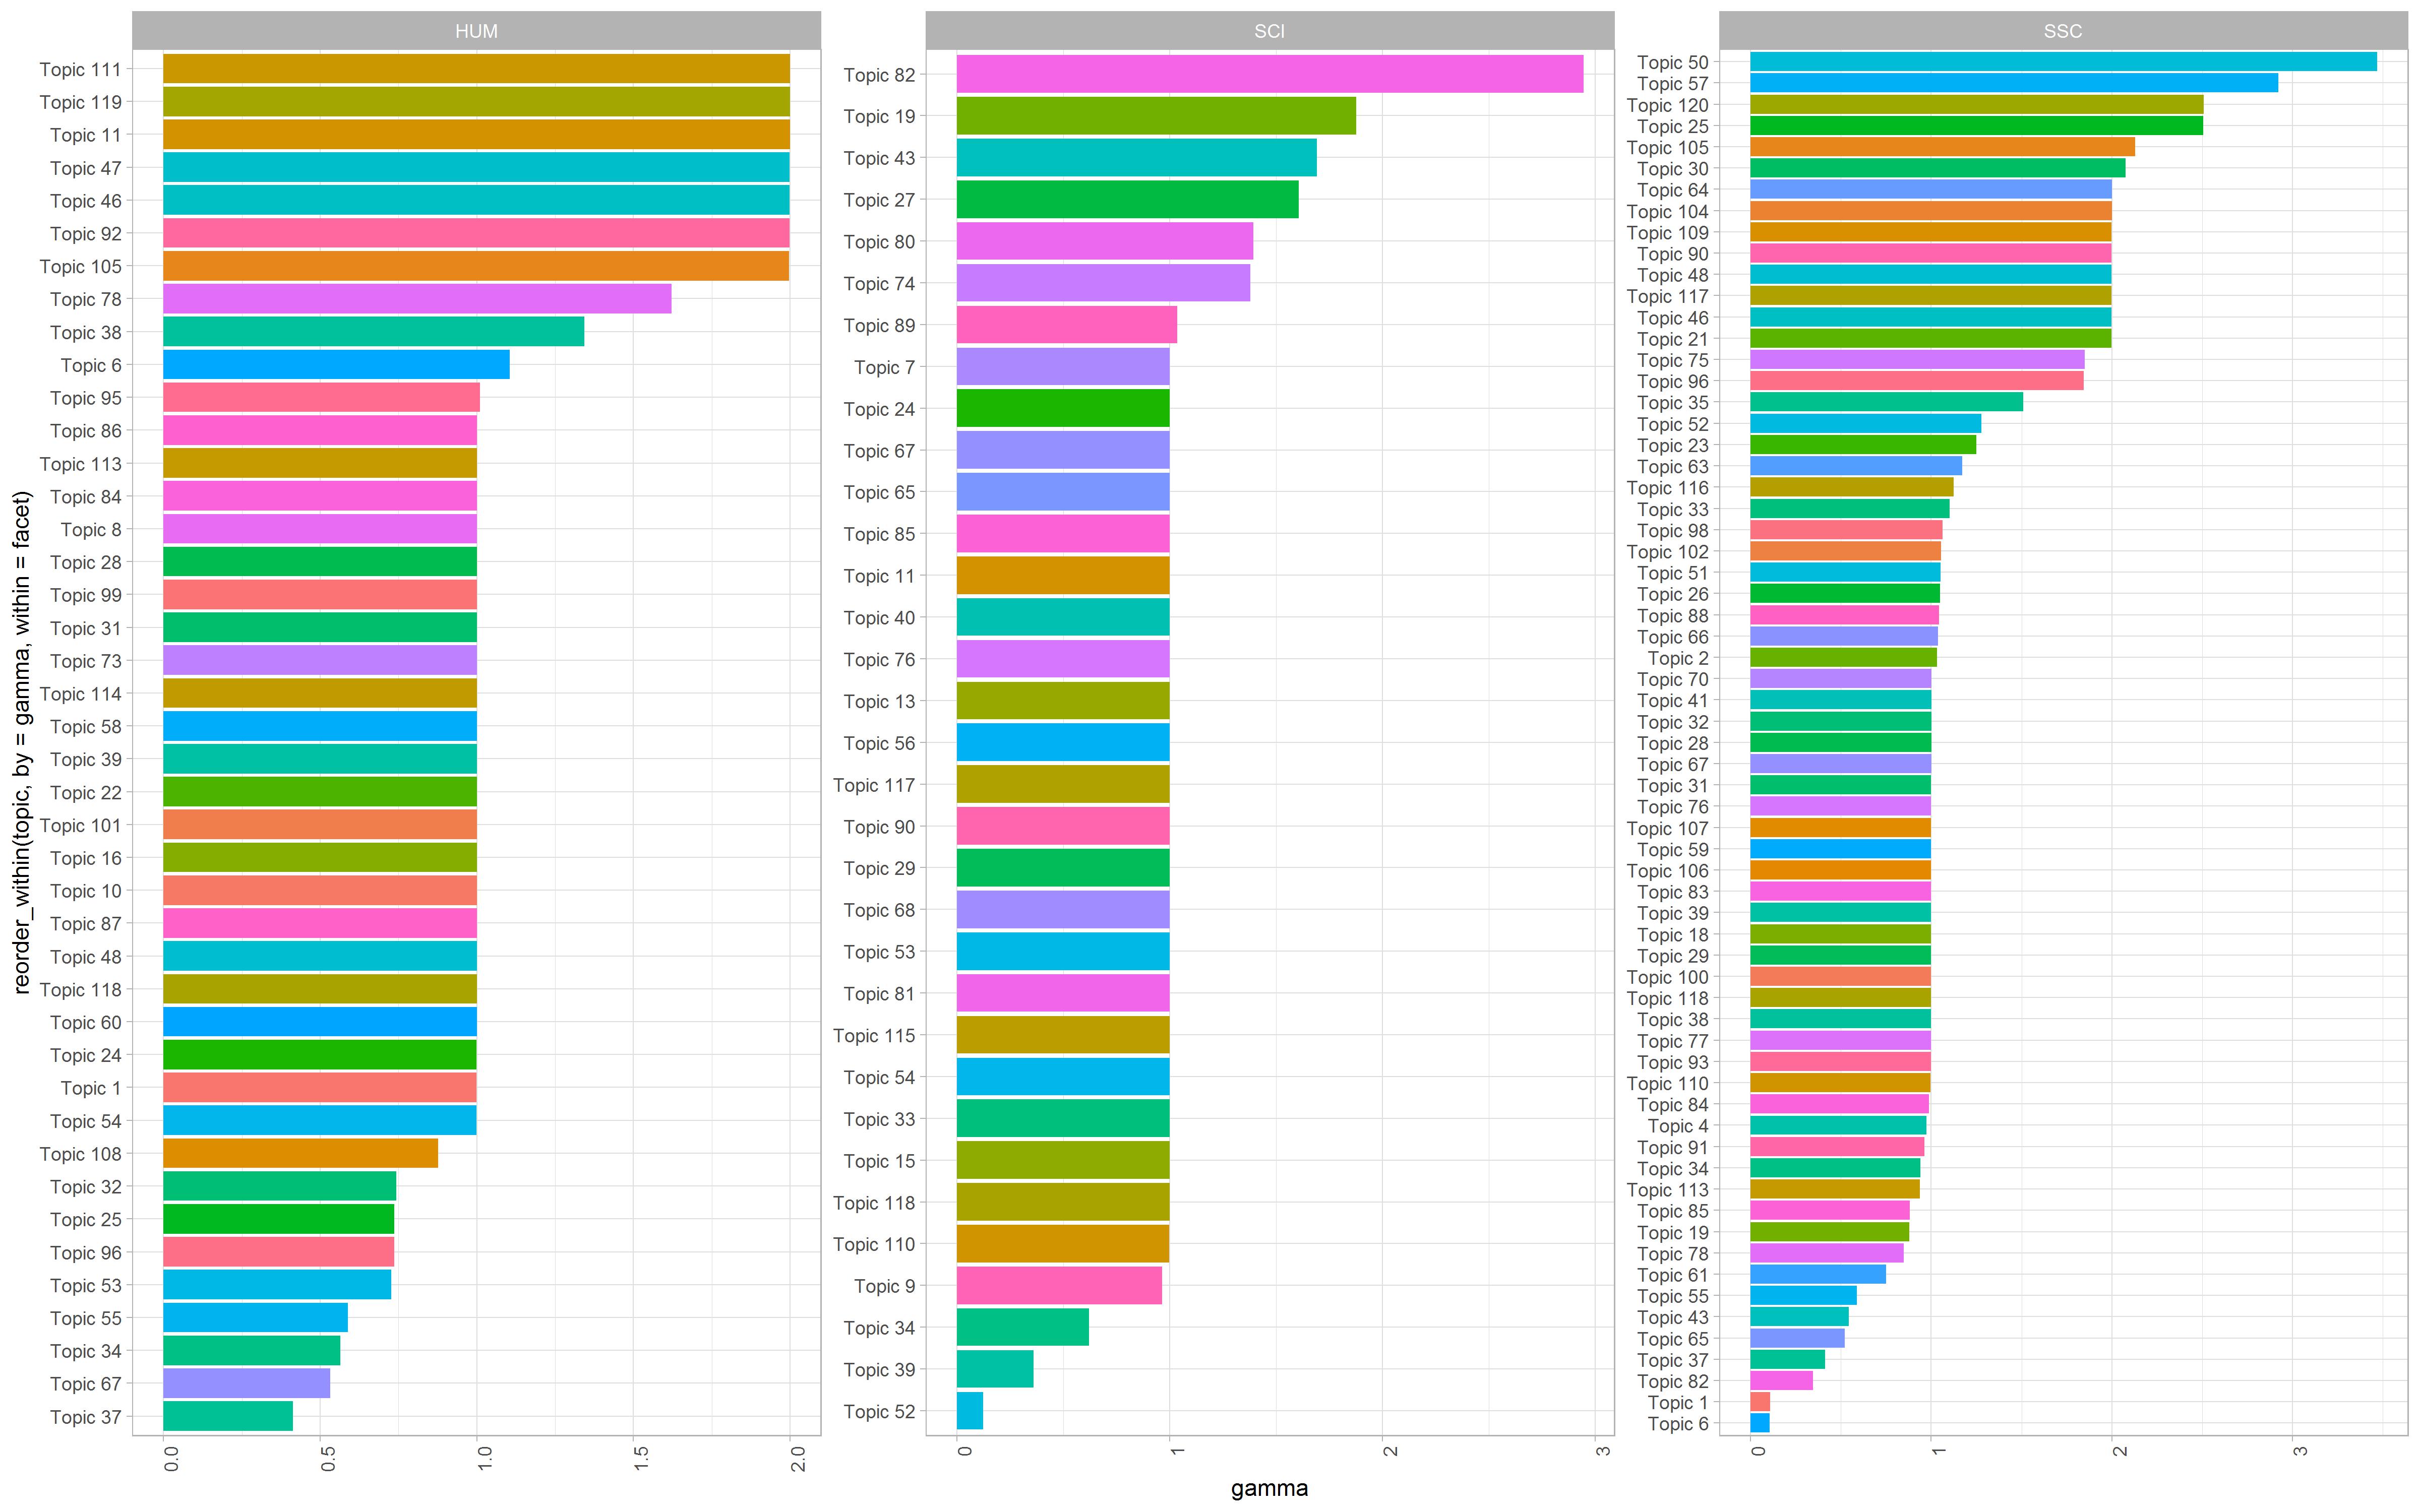 HUM
Topic 111
Topic 119
Topic 11
Topic 47
Topic 46
Topic 92
Topic 105
Topic 78
Topic 38
Topic 6
Topic 95
Topic 86
Topic 113
Topic 84
Topic 8
Topic 28
Topic 99
Topic 31
Topic 73
Topic 114
Topic 58
Topic 39
Topic 22
Topic 101
Topic 16
Topic 10
Topic 87
Topic 48
Topic 118
Topic 60
Topic 24
Topic 1
Topic 54
Topic 108
Topic 32
Topic 25
Topic 96
Topic 53
Topic 55
Topic 34
Topic 67
Topic 37
0.0
0.5
1.0
1.5
2.0
SCI
Topic 82
Topic 19
Topic 43
Topic 27
Topic 80
Topic 74
Topic 89
Topic 7
Topic 24
Topic 67
Topic 65
Topic 85
Topic 11
Topic 40
Topic 76
Topic 13
Topic 56
Topic 117
Topic 90
Topic 29
Topic 68
Topic 53
Topic 81
Topic 115
Topic 54
Topic 33
Topic 15
Topic 118
Topic 110
Topic 9
Topic 34
Topic 39
Topic 52
0
1
2
3
SSC
Topic 50
Topic 57
Topic 120
Topic 25
Topic 105
Topic 30
Topic 64
Topic 104
Topic 109
Topic 90
Topic 48
Topic 117
Topic 46
Topic 21
Topic 75
Topic 96
Topic 35
Topic 52
Topic 23
Topic 63
Topic 116
Topic 33
Topic 98
Topic 102
Topic 51
Topic 26
Topic 88
Topic 66
Topic 2
Topic 70
Topic 41
Topic 32
Topic 28
Topic 67
Topic 31
Topic 76
Topic 107
Topic 59
Topic 106
Topic 83
Topic 39
Topic 18
Topic 29
Topic 100
Topic 118
Topic 38
Topic 77
Topic 93
Topic 110
Topic 84
Topic 4
Topic 91
Topic 34
Topic 113
Topic 85
Topic 19
Topic 78
Topic 61
Topic 55
Topic 43
Topic 65
Topic 37
Topic 82
Topic 1
Topic 6
0
1
2
3
reorder_within(topic, by = gamma, within = facet)
gamma